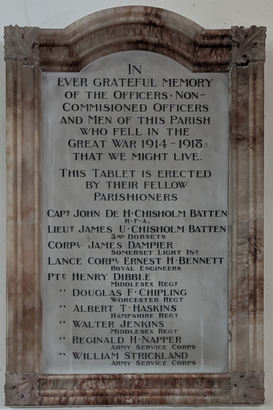 IN
EVER GRATEFUL MEMORY
OF THE OFFICERS-NON-
COMMISIONED OFFICERS
AND MEN OF THIS PARISH
WHO FELL IN THE
GREAT WAR 1914-1918
THAT WE MIGHT LIVE.
THIS TABLET IS ERECTED
BY THEIR FELLOW
PARISHIONERS
CAPT JOHN DE H·CHISHOLM BATTEN
R·F·A.
LIEUT JAMES U·CHISHOLM BATTEN
3RD DORSETS
CORPL JAMES DAMPIER
SOMERSET LIGHT INF
LANCE CORPL ERNEST H·BENNETT
ROYAL ENGINEERS
PTE HENRY DIBBLE
MIDDLESEX REGT
" DOUGLAS F·CHIPLING
WORCESTER REGT
" ALBERT T·HASKINS
HAMPSHIRE REGT
" WALTER JENKINS
MIDDLESEX REGT
" REGINALD H·NAPPER
ARMY SERVICE CORPS
" WILLIAM STRICKLAND
ARMY SERVICE CORPS